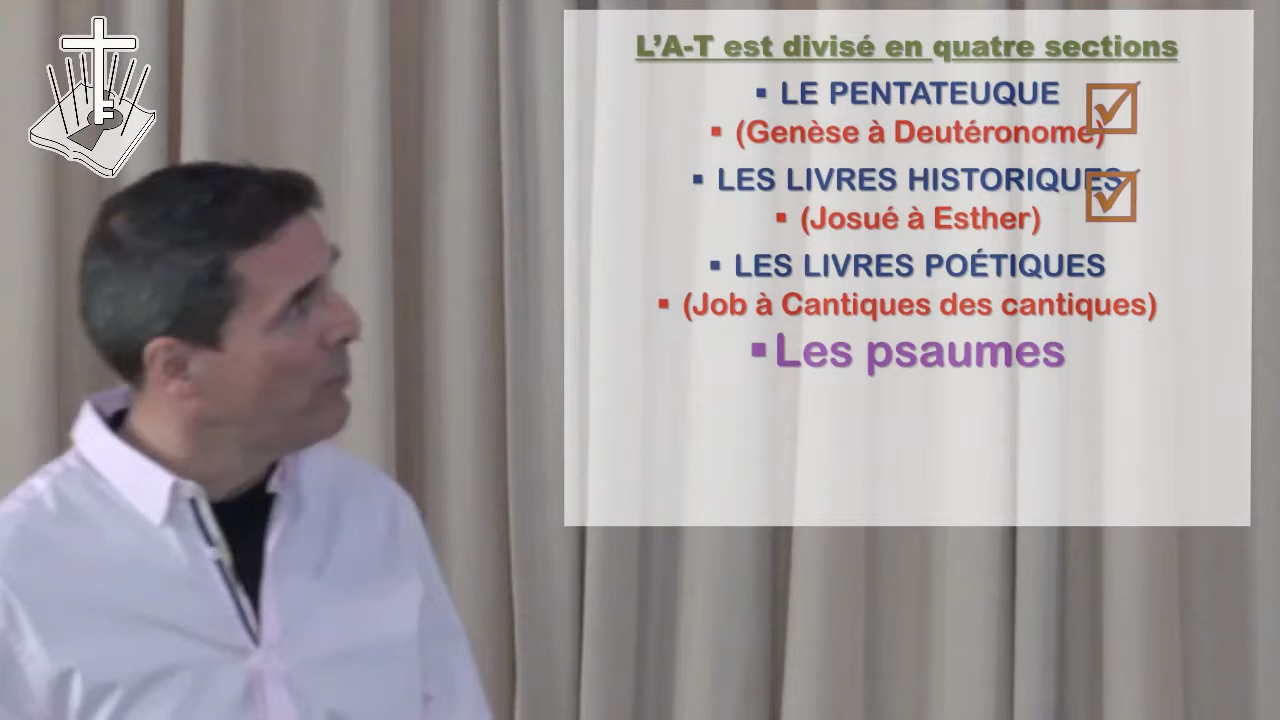 L'A-T est divisé en quatre sections
▪ LE PENTATEUQUE
▪ (Genèse à Deutéronome)
▪ LES LIVRES HISTORIQUES
▪ (Josué à Esther)
▪ LES LIVRES POÉTIQUES
▪ (Job à Cantiques des cantiques)
▪ Les psaumes